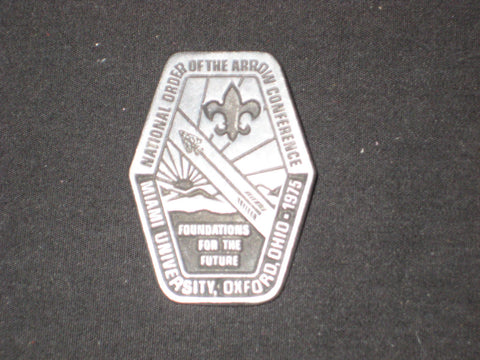 NATIONAL ORDER OF THE ARROW CONFERENCE
FOUNDATIONS
FOR THE
FUTURE
MIAMI UNIVERSITY, OXFORD, OHIO • 1975